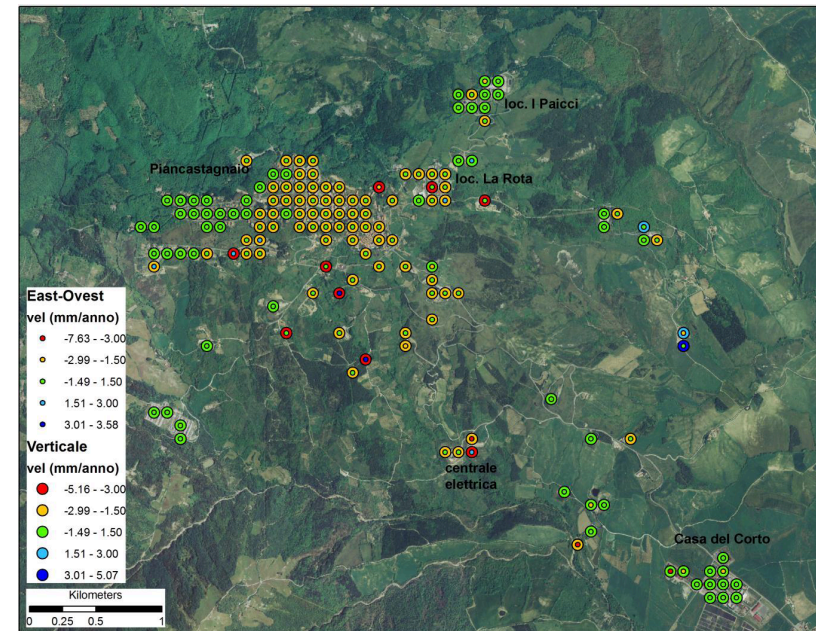 loc. I Paicci
Piancastagnaio
loc. La Rota
East-Ovest
vel (mm/anno)
-7.63 - -3.00
-2.99 - -1.50
-1.49 - 1.50
1.51 - 3.00
3.01 - 3.58
Verticale
vel (mm/anno)
-5.16 - -3.00
-2.99 - -1.50
-1.49 - 1.50
1.51 - 3.00
3.01 - 5.07
centrale
elettrica
Casa del Corto
Kilometers
0 0.25 0.5 1